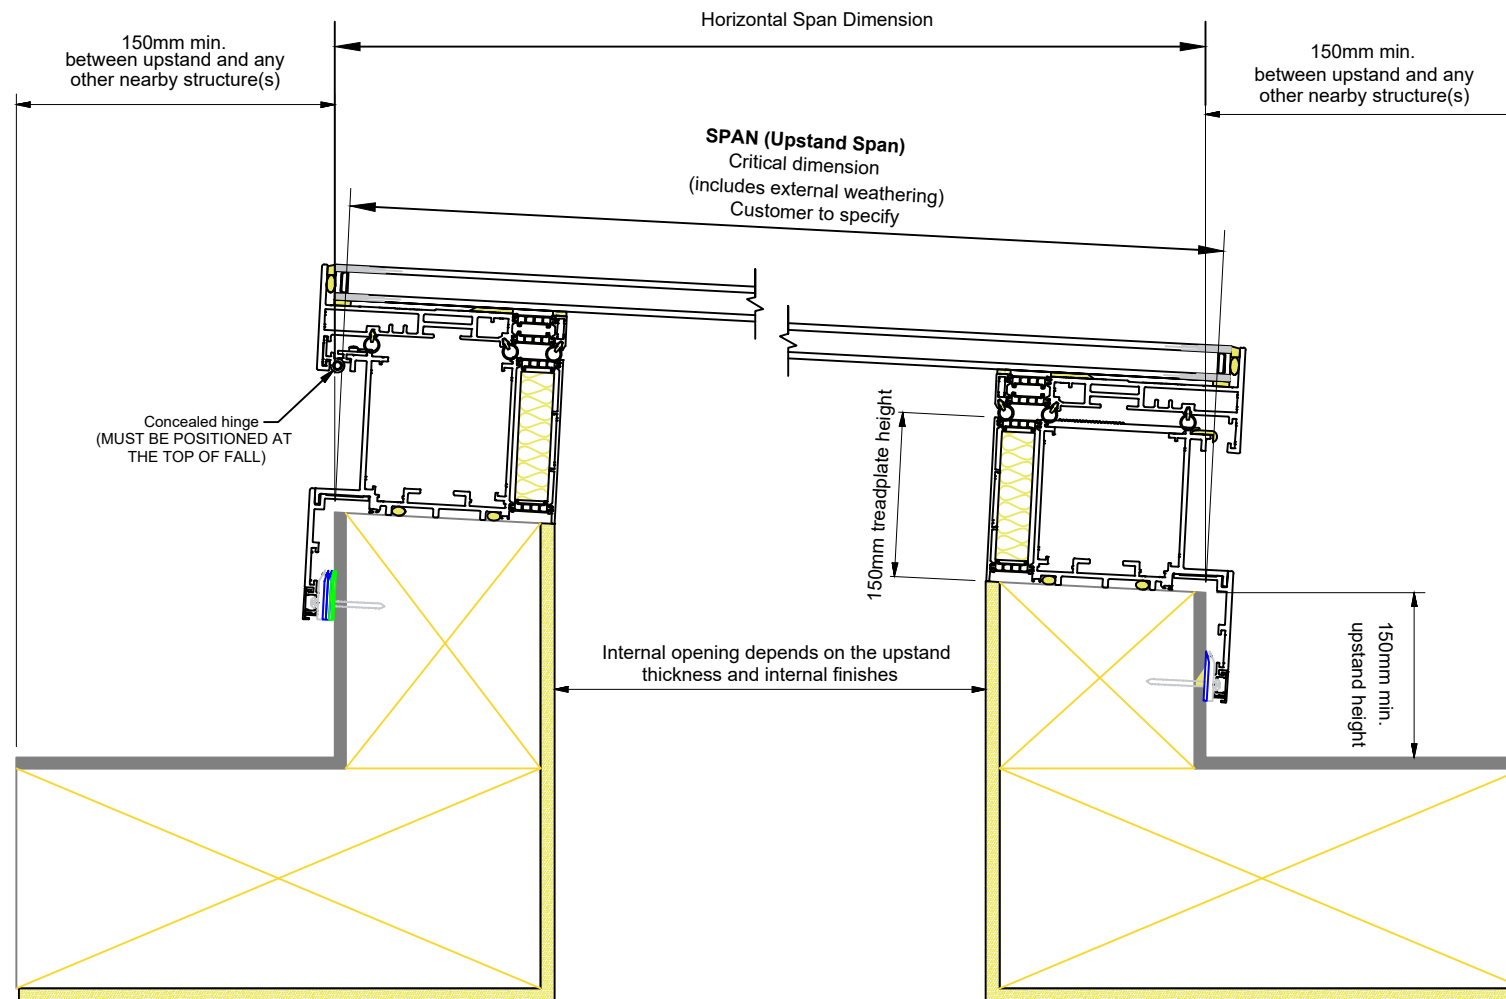 Horizontal Span Dimension
150mm min.
between upstand and any
other nearby structure(s)
150mm min.
between upstand and any
other nearby structure(s)
SPAN (Upstand Span)
Critical dimension
(includes external weathering)
Customer to specify
Concealed hinge
(MUST BE POSITIONED AT
THE TOP OF FALL)
150mm treadplate height
Internal opening depends on the upstand
thickness and internal finishes
150mm min.
upstand height